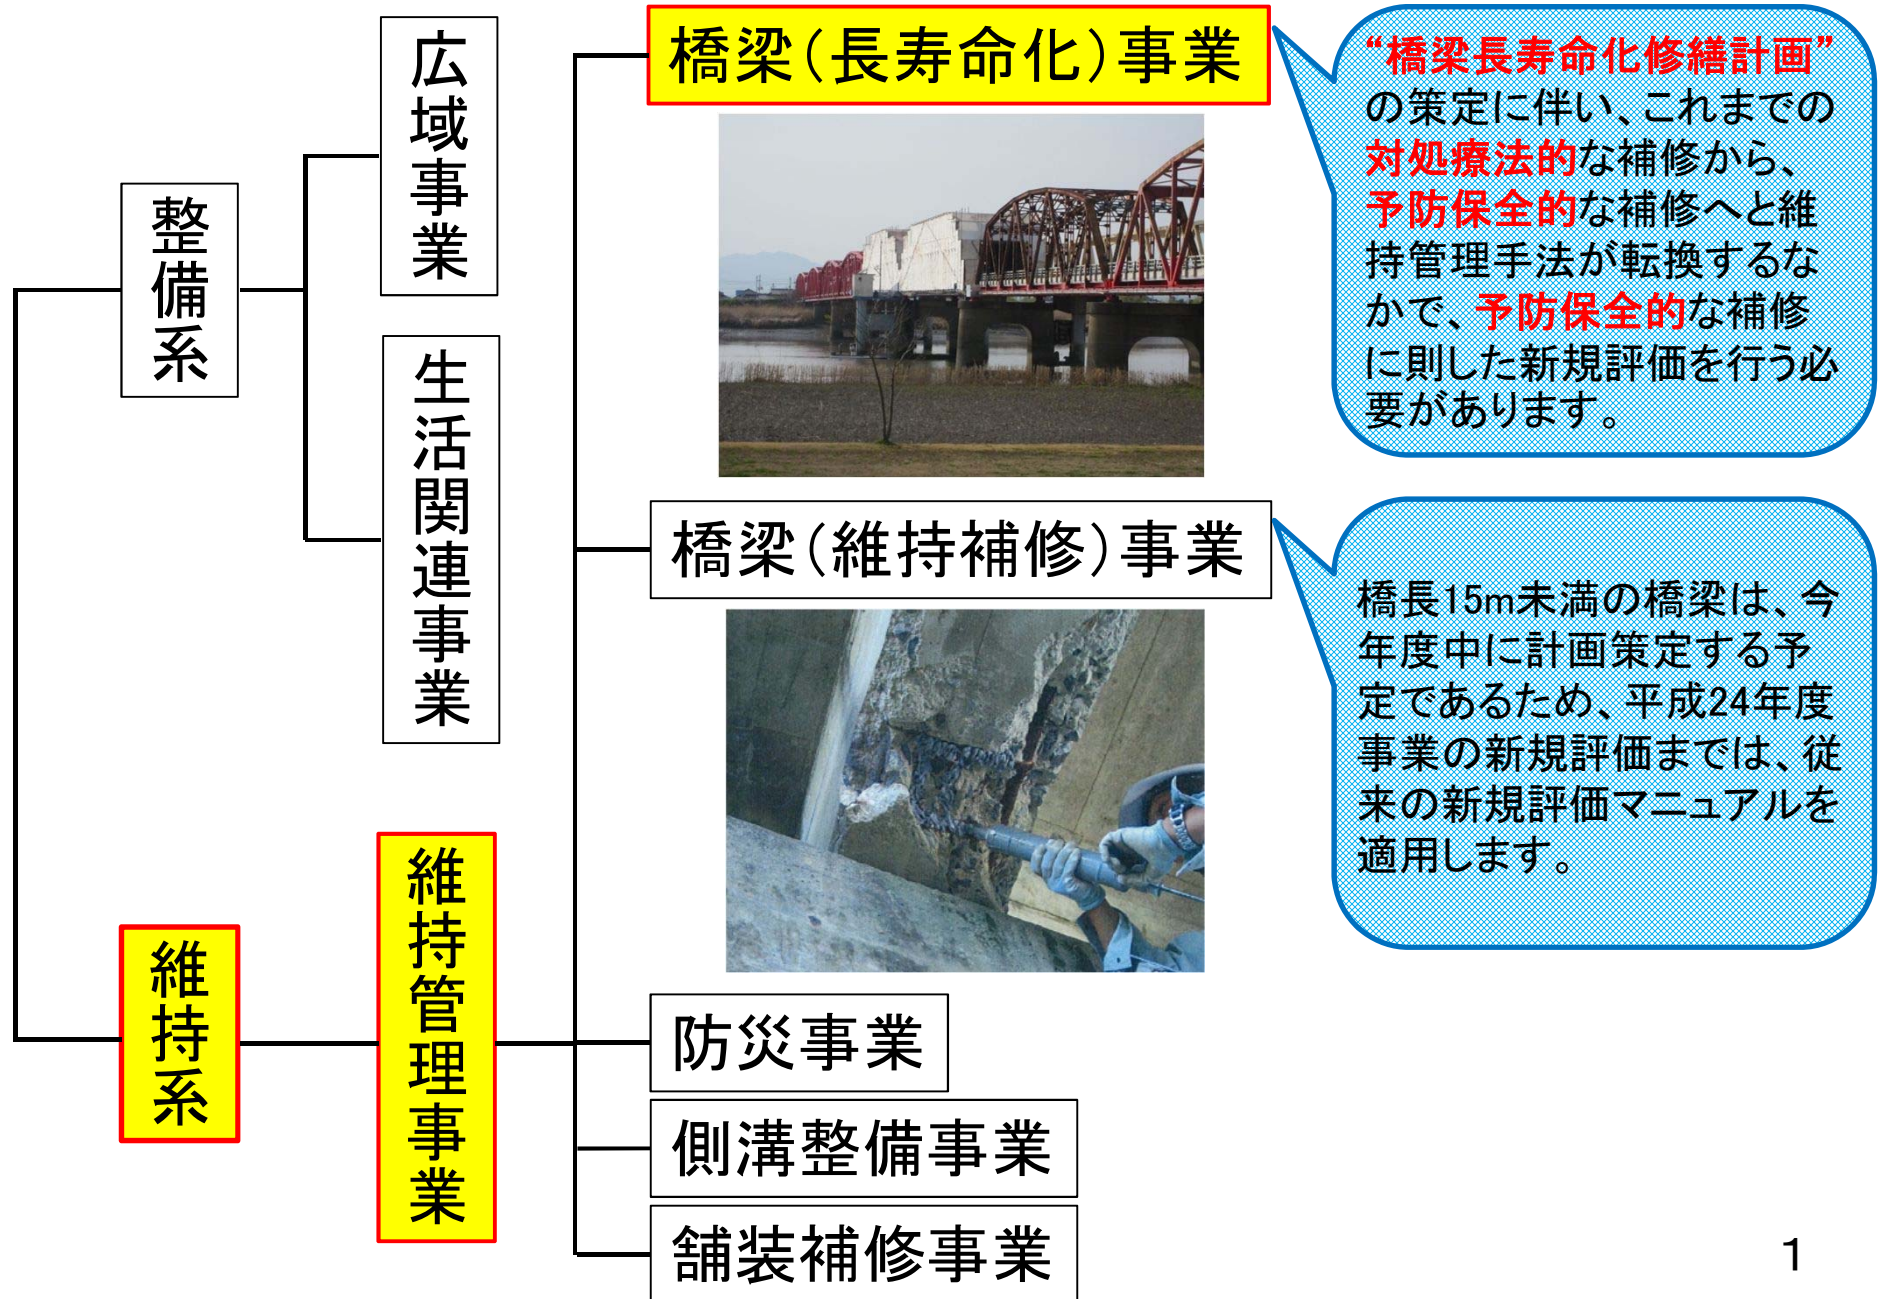 整備系
広域事業
生活関連事業
維持系
維持管理事業
橋梁(長寿命化)事業
“橋梁長寿命化修繕計画”
の策定に伴い、これまでの
対処療法的な補修から、
予防保全的な補修へと維
持管理手法が転換するな
かで、予防保全的な補修
に則した新規評価を行う必
要があります。
橋梁(維持補修)事業
橋長15m未満の橋梁は、今
年度中に計画策定する予
定であるため、平成24年度
事業の新規評価までは、従
来の新規評価マニュアルを
適用します。
防災事業
側溝整備事業
舗装補修事業
1